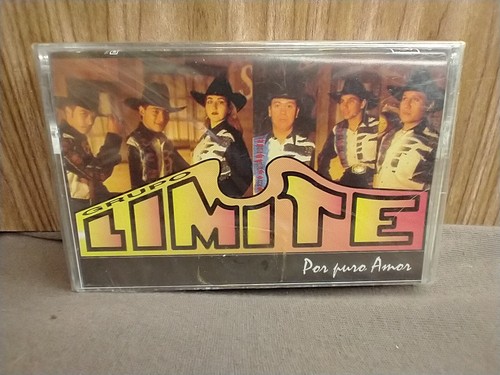 GRUPO
LIMITE
Por puro Amor